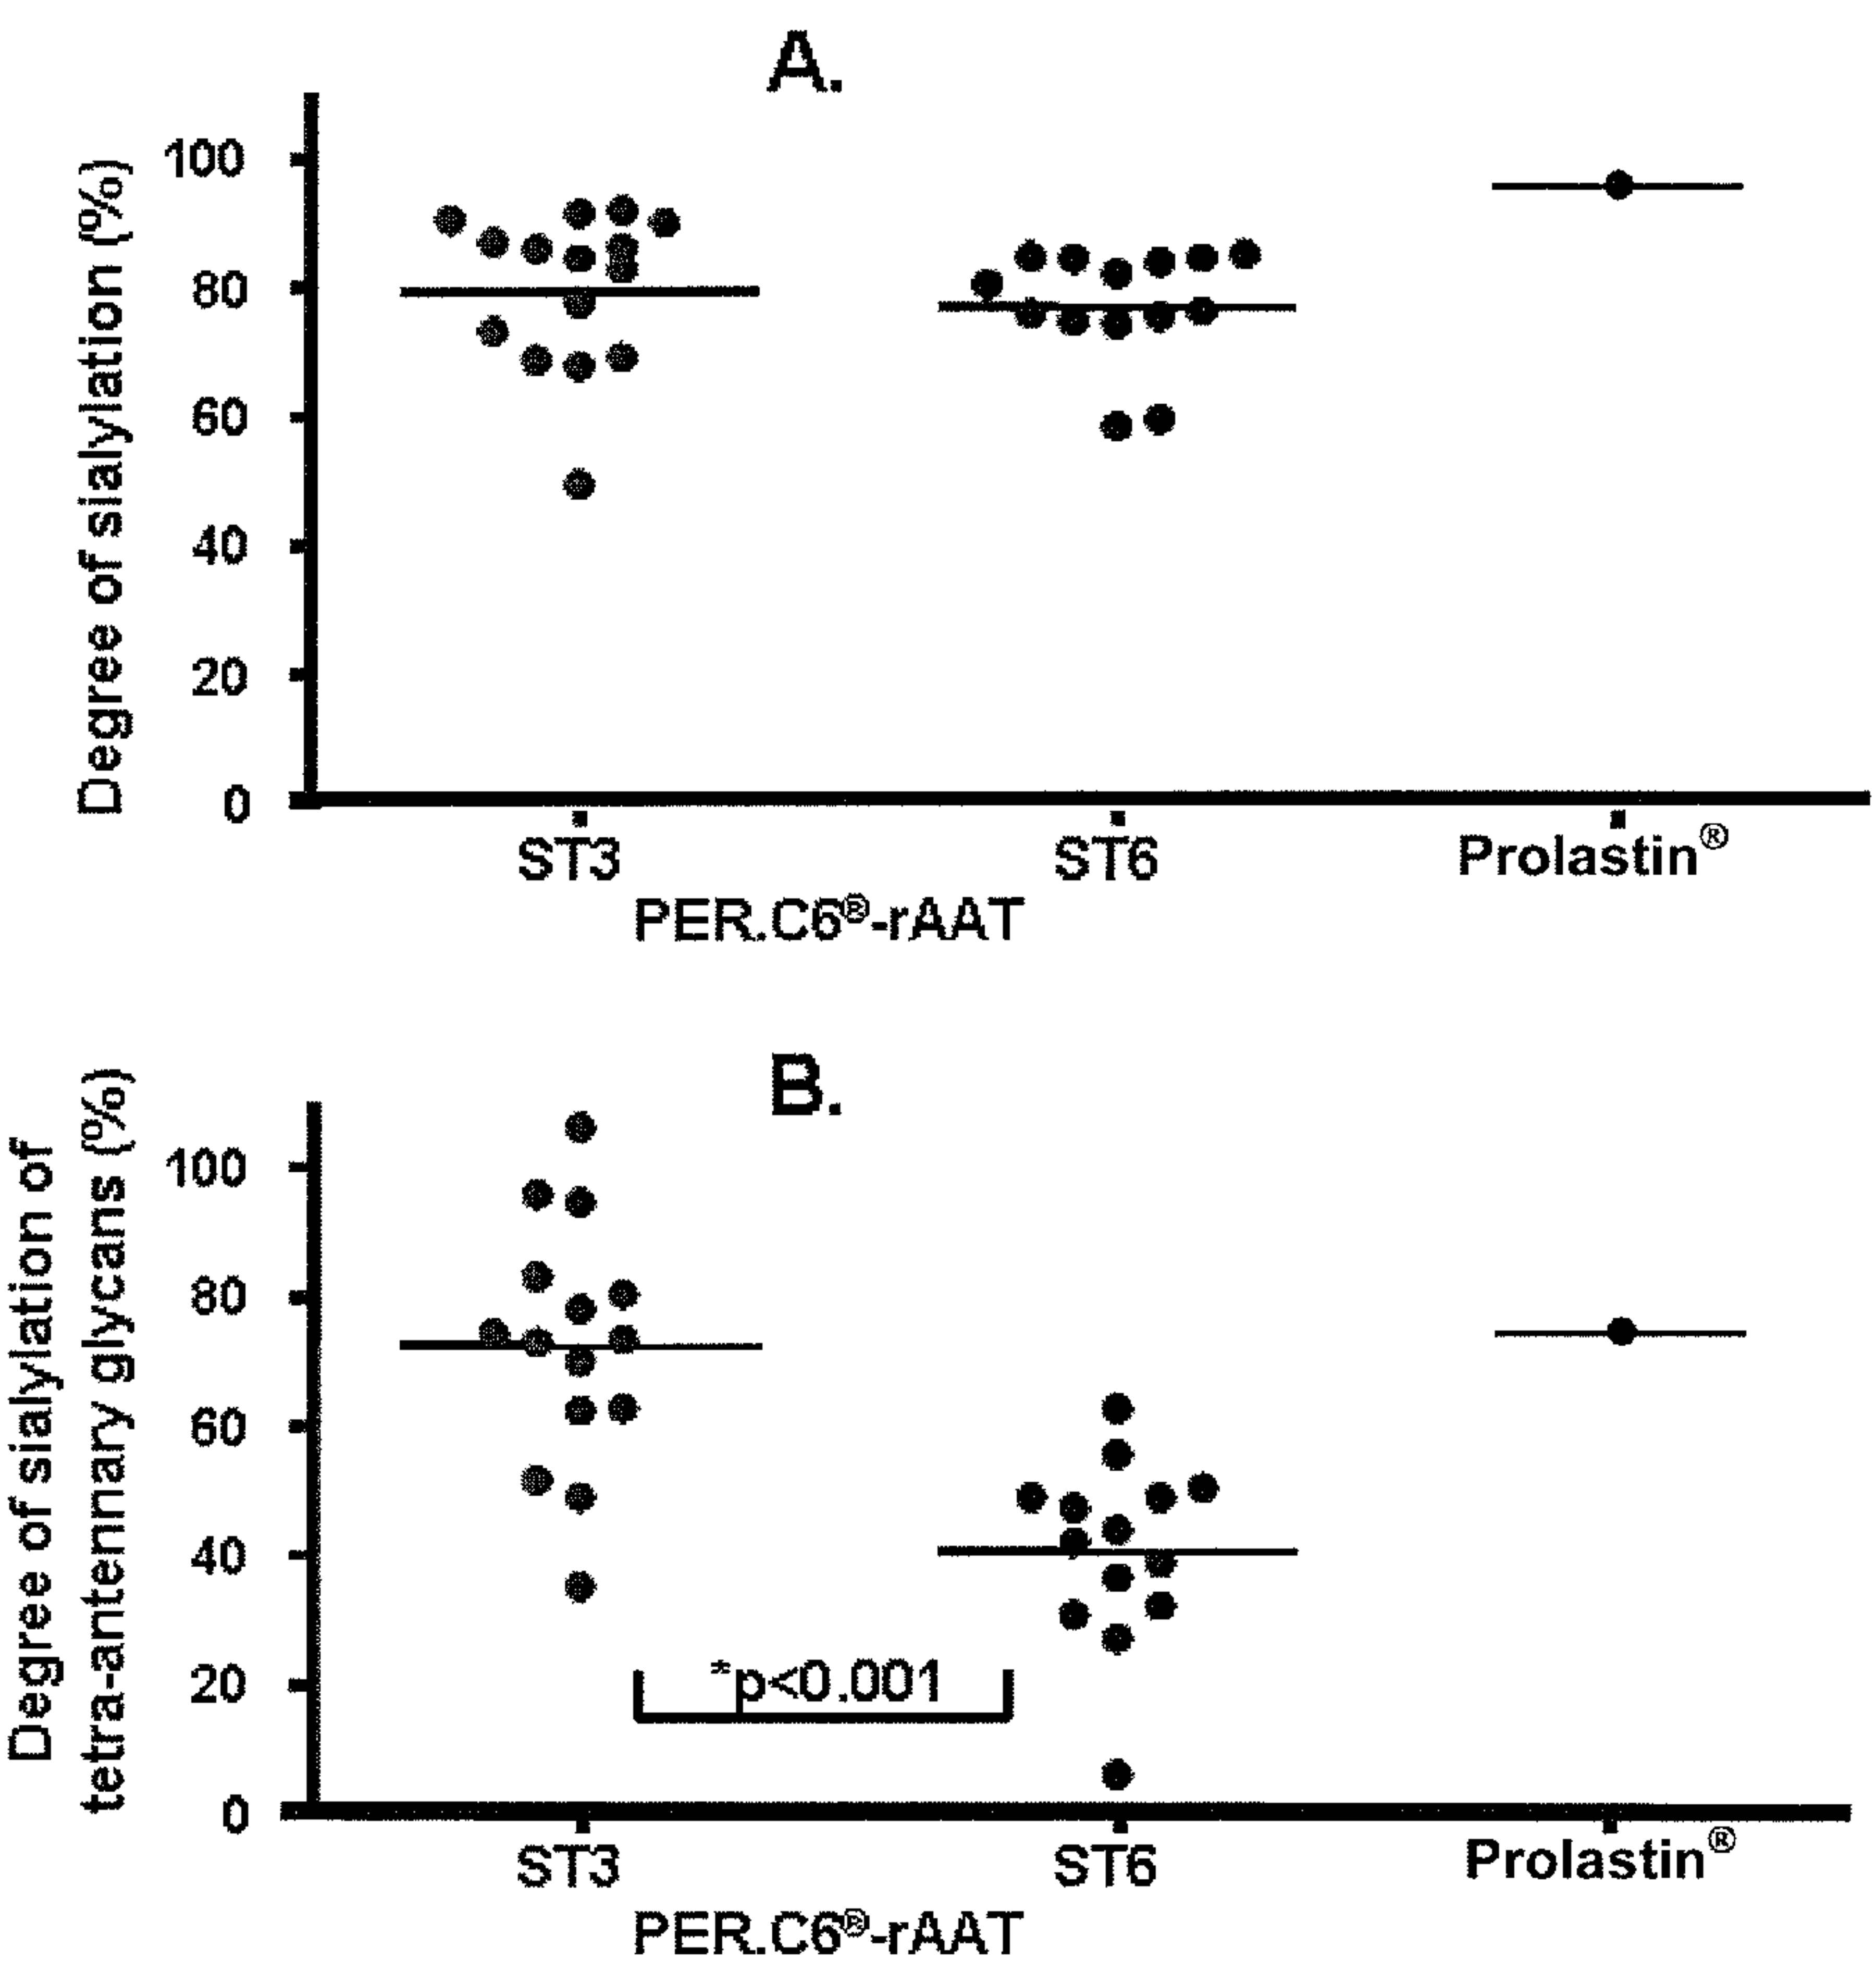 A.
Degree of sialylation (%)
100
80
60
40
20
0
ST3 ST6 Prolastin®
PER.C6®-rAAT
B.
Degree of sialylation of
tetra-antennary glycans (%)
100
80
60
40
20
0
*p<0.001
ST3 ST6 Prolastin®
PER.C6®-rAAT